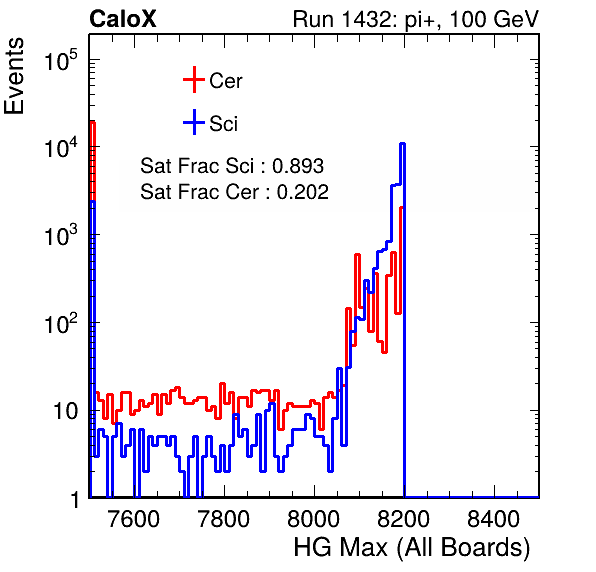 CaloX Run 1432: pi+, 100 GeV
Events
Cer
Sci
Sat Frac Sci : 0.893
Sat Frac Cer : 0.202
10^5
10^4
10^3
10^2
10
1
7600 7800 8000 8200 8400
HG Max (All Boards)